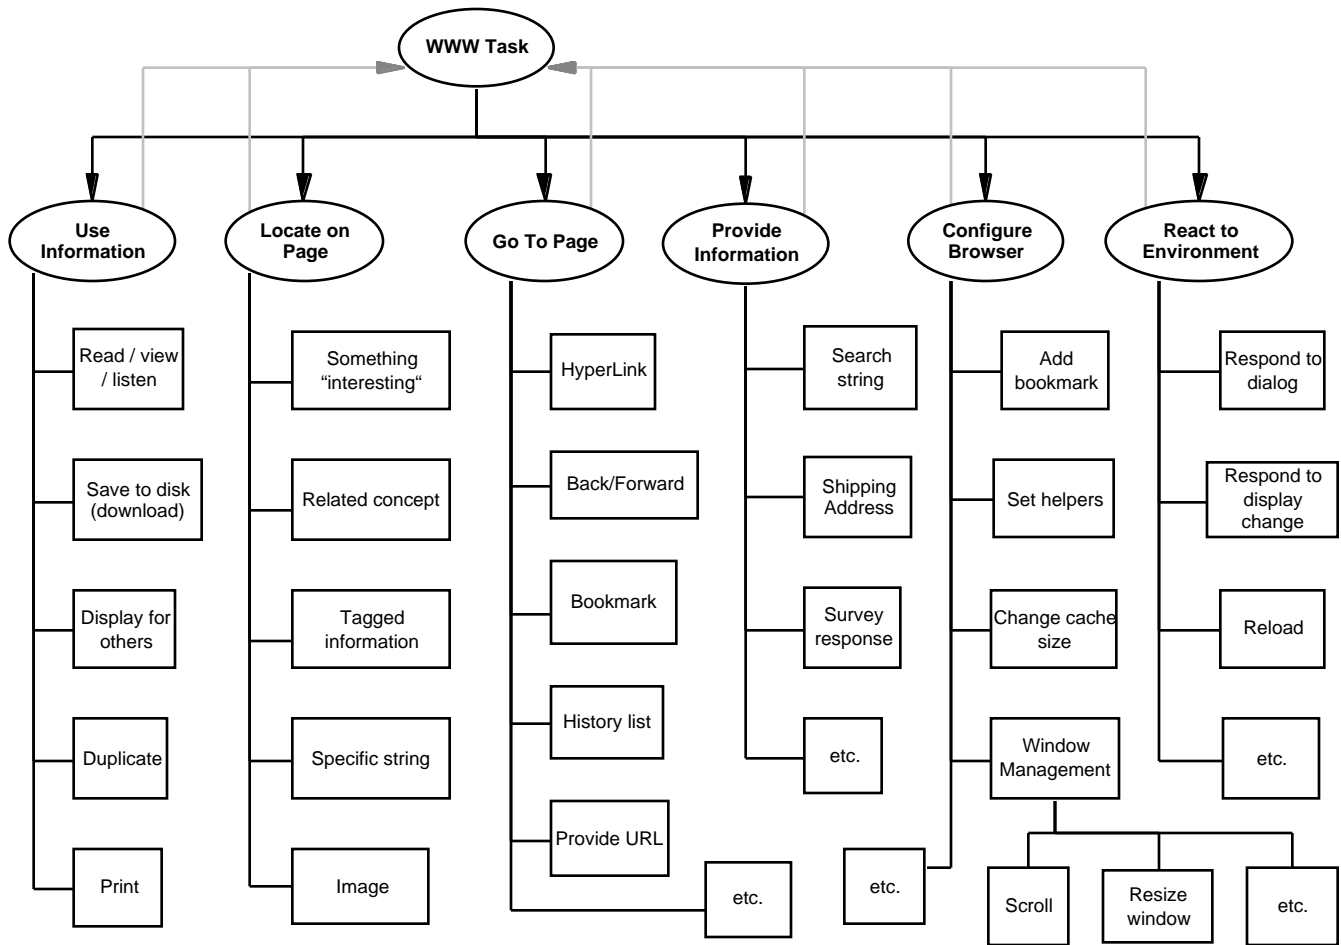 WWW Task
Use
Information
Locate on
Page
Go To Page
Provide
Information
Configure
Browser
React to
Environment
Read / view
/ listen
Save to disk
(download)
Display for
others
Duplicate
Print
Something
“interesting“
Related concept
Tagged
information
Specific string
Image
HyperLink
Back/Forward
Bookmark
History list
Provide URL
etc.
Search
string
Shipping
Address
Survey
response
etc.
Add
bookmark
Set helpers
Change cache
size
Window
Management
etc.
Scroll
Resize
window
etc.
Respond to
dialog
Respond to
display
change
Reload
etc.